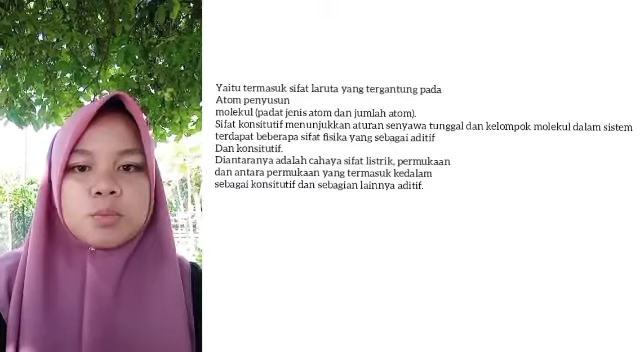 Yaitu termasuk sifat laruta yang tergantung pada
Atom penyusun
molekul (padat jenis atom dan jumlah atom).
Sifat konsitutif menunjukkan aturan senyawa tunggal dan kelompok molekul dalam sistem
terdapat beberapa sifat fisika yang sebagai aditif
Dan konsitutif.
Diantaranya adalah cahaya sifat listrik, permukaan
dan antara permukaan yang termasuk kedalam
sebagai konsitutif dan sebagian lainnya aditif.